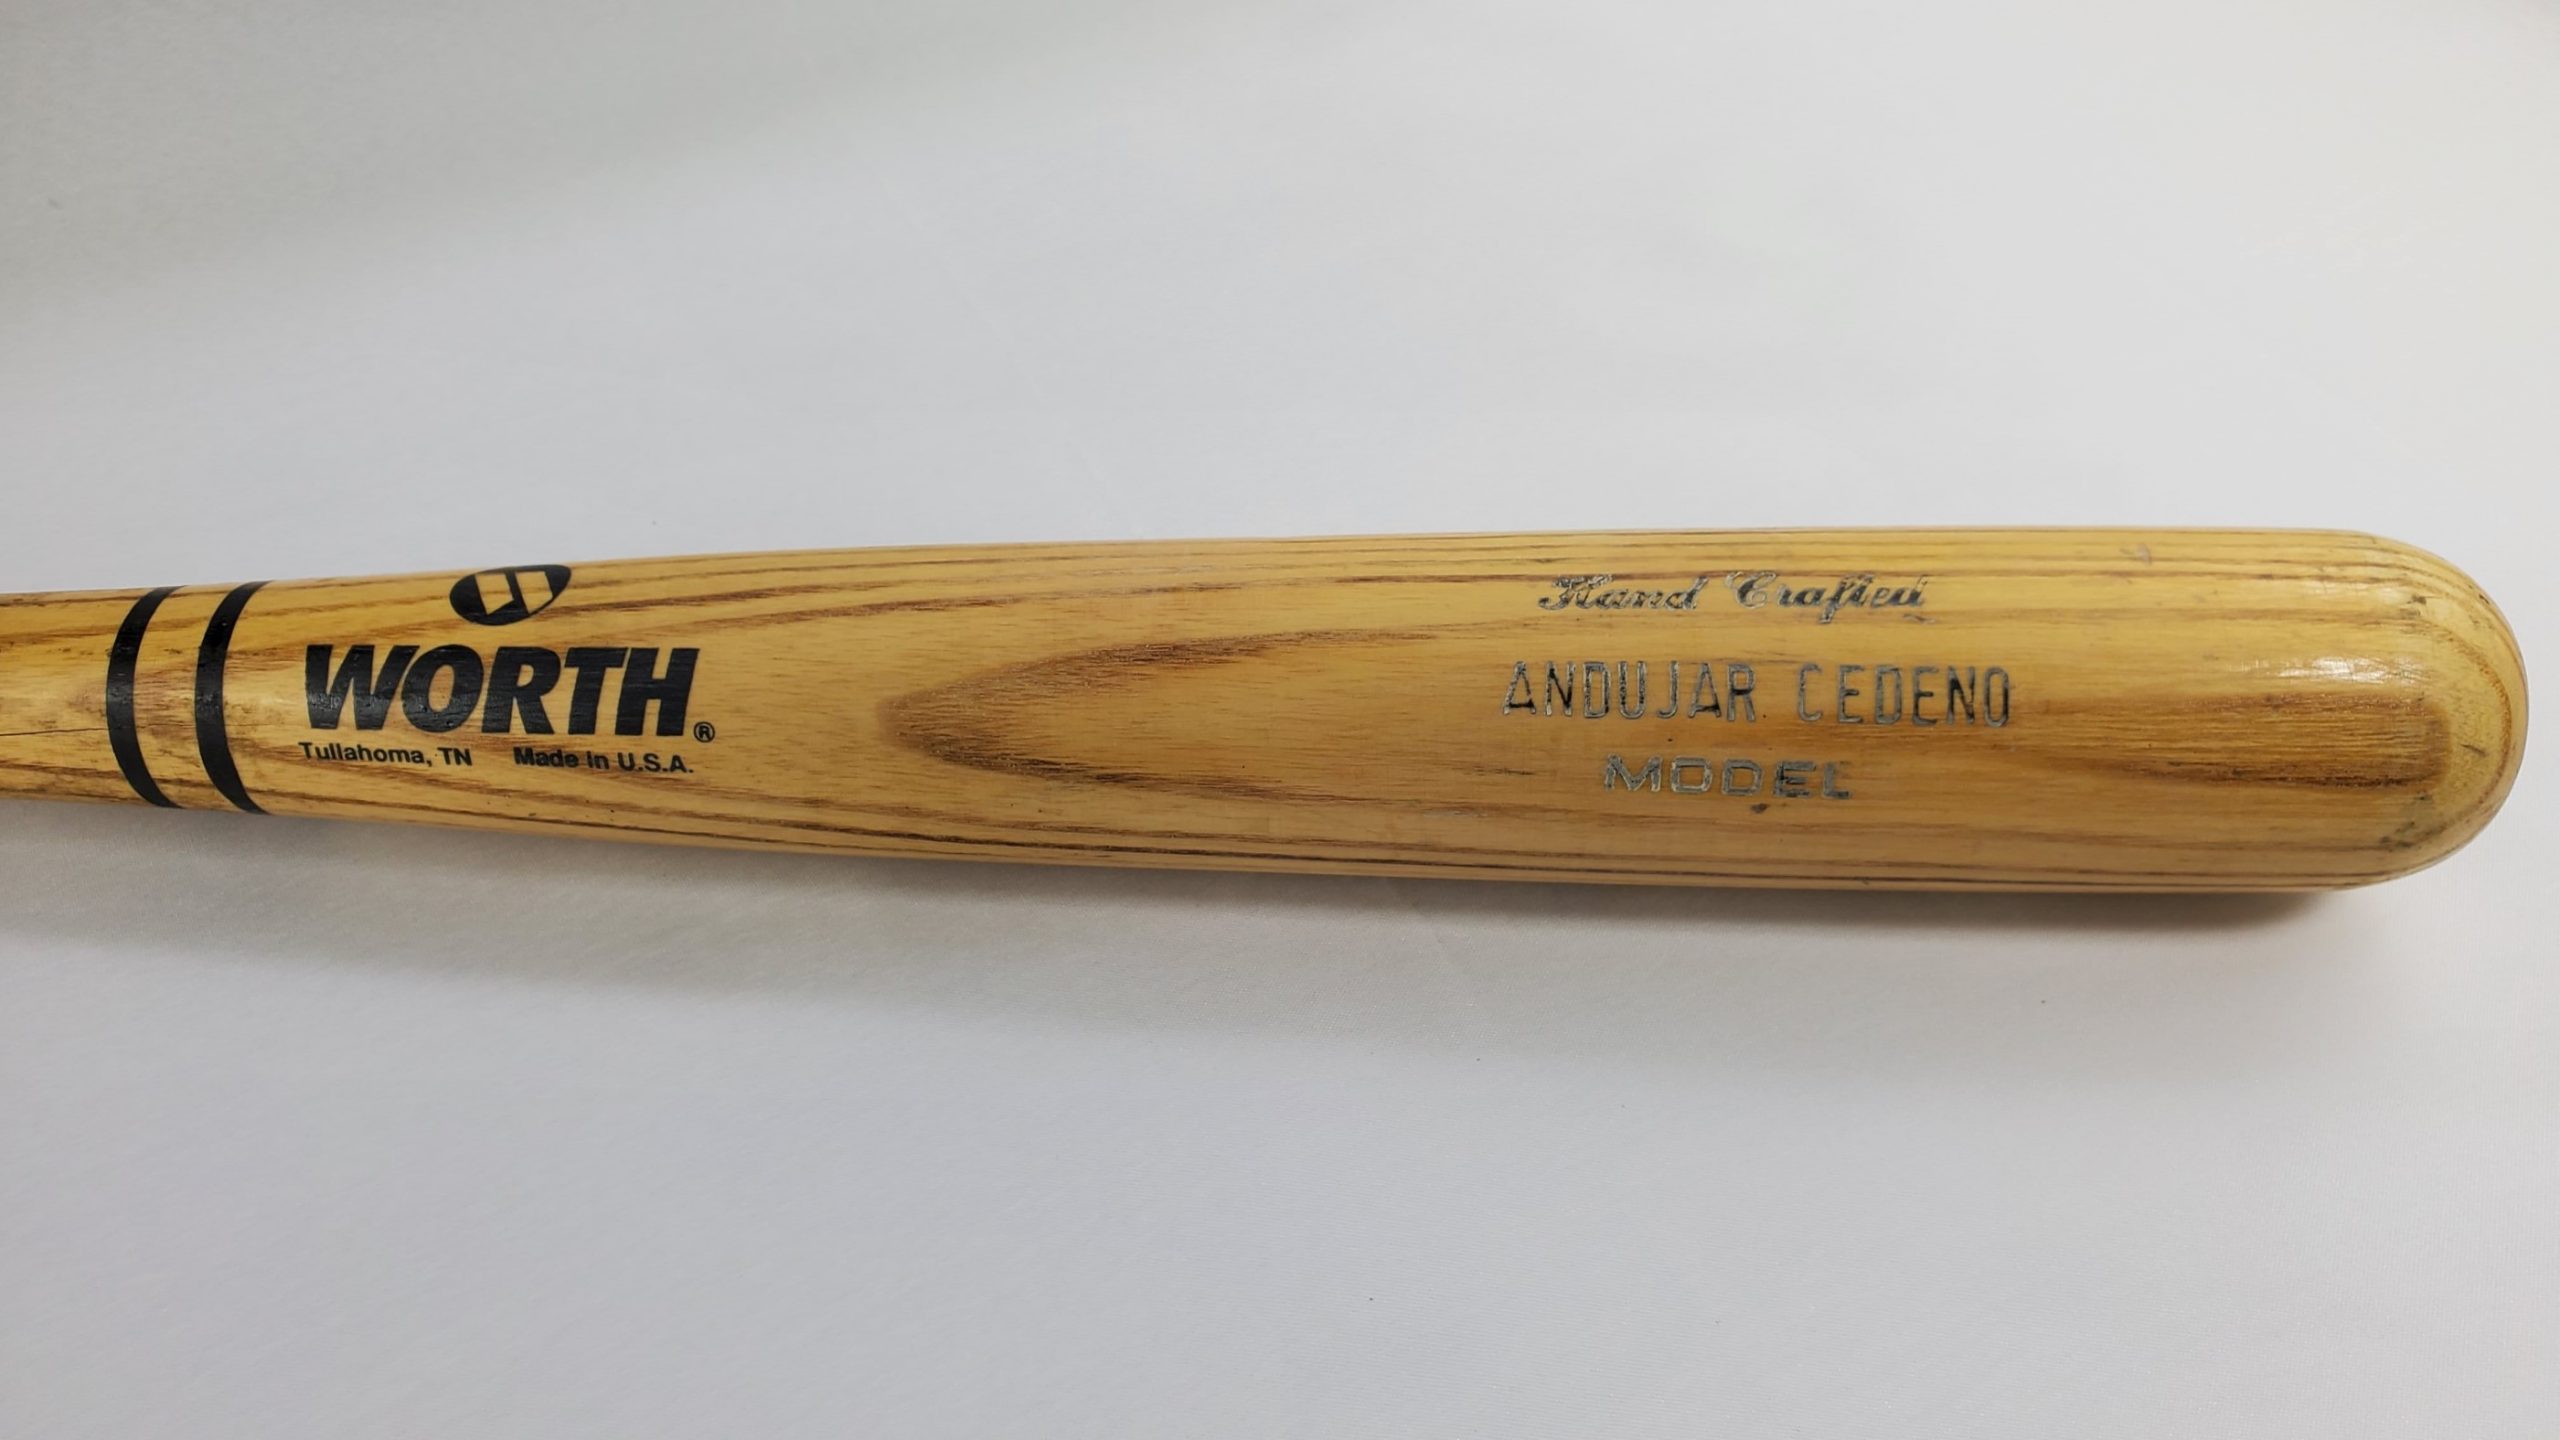 WORTH®
Tullahoma, TN Made in U.S.A.
Hand Crafted
ANDUJAR CEDENO
MODEL